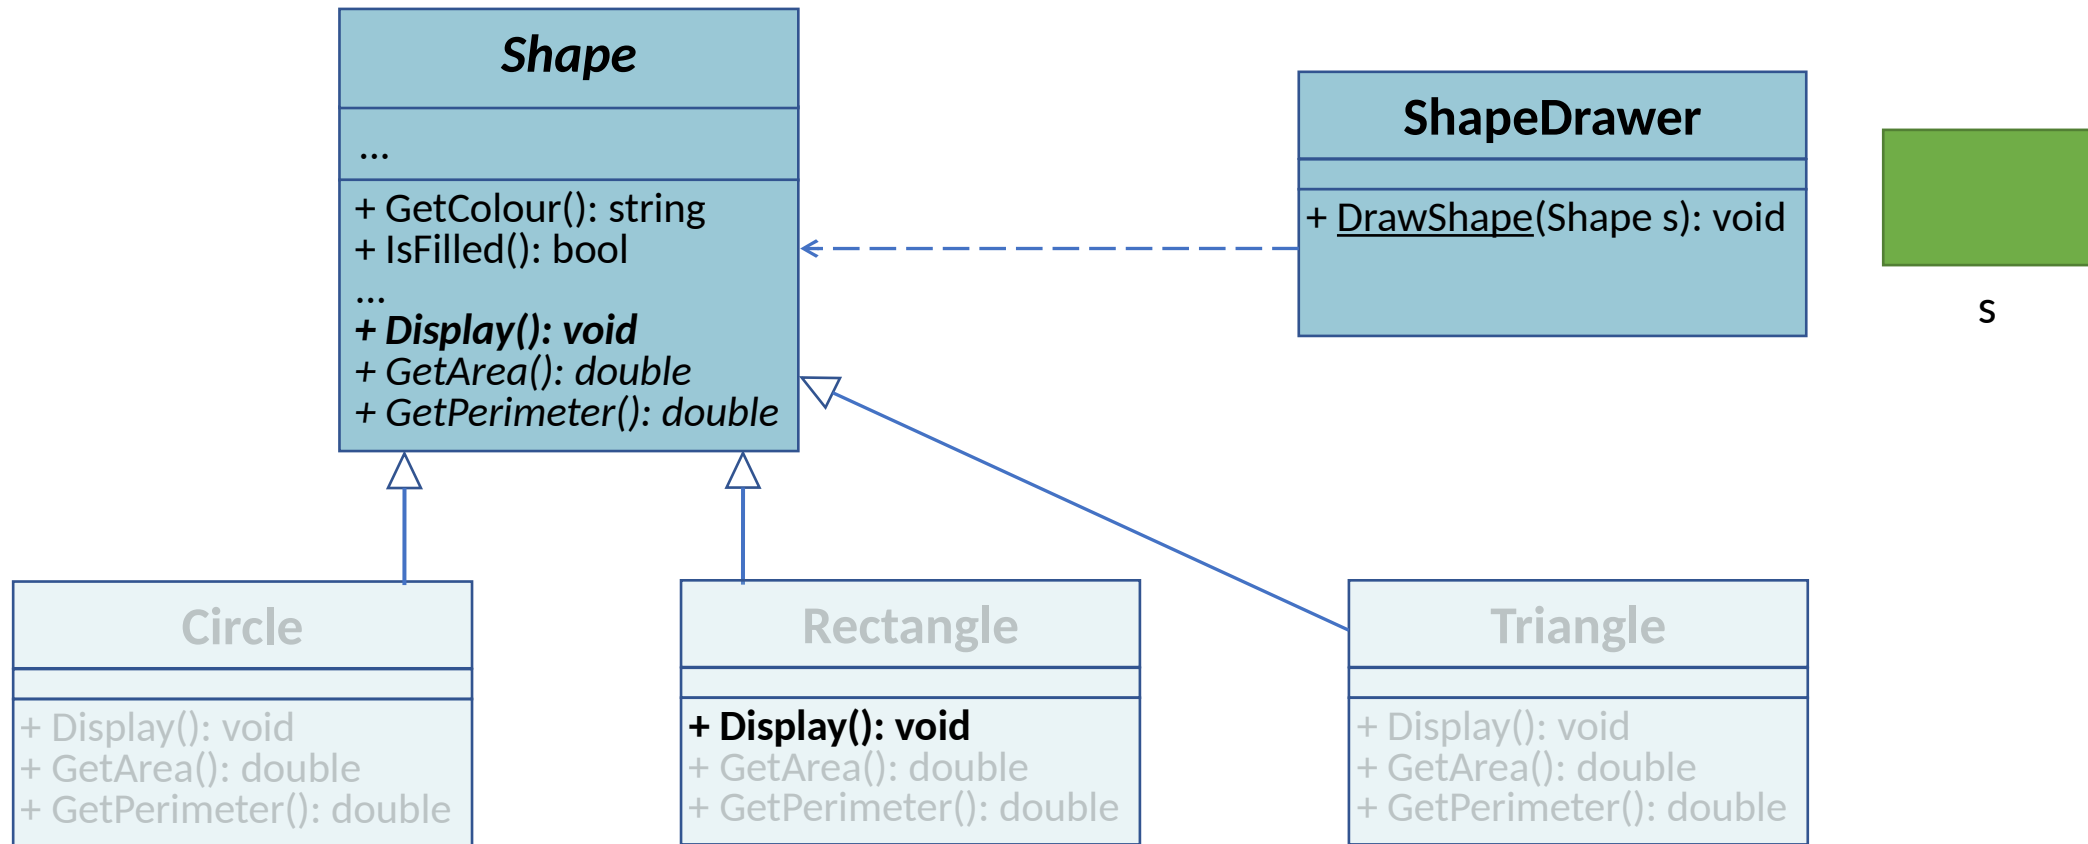 Shape
...
+ GetColour(): string
+ IsFilled(): bool
...
+ Display(): void
+ GetArea(): double
+ GetPerimeter(): double
ShapeDrawer
+ DrawShape(Shape s): void
s
Circle
+ Display(): void
+ GetArea(): double
+ GetPerimeter(): double
Rectangle
+ Display(): void
+ GetArea(): double
+ GetPerimeter(): double
Triangle
+ Display(): void
+ GetArea(): double
+ GetPerimeter(): double